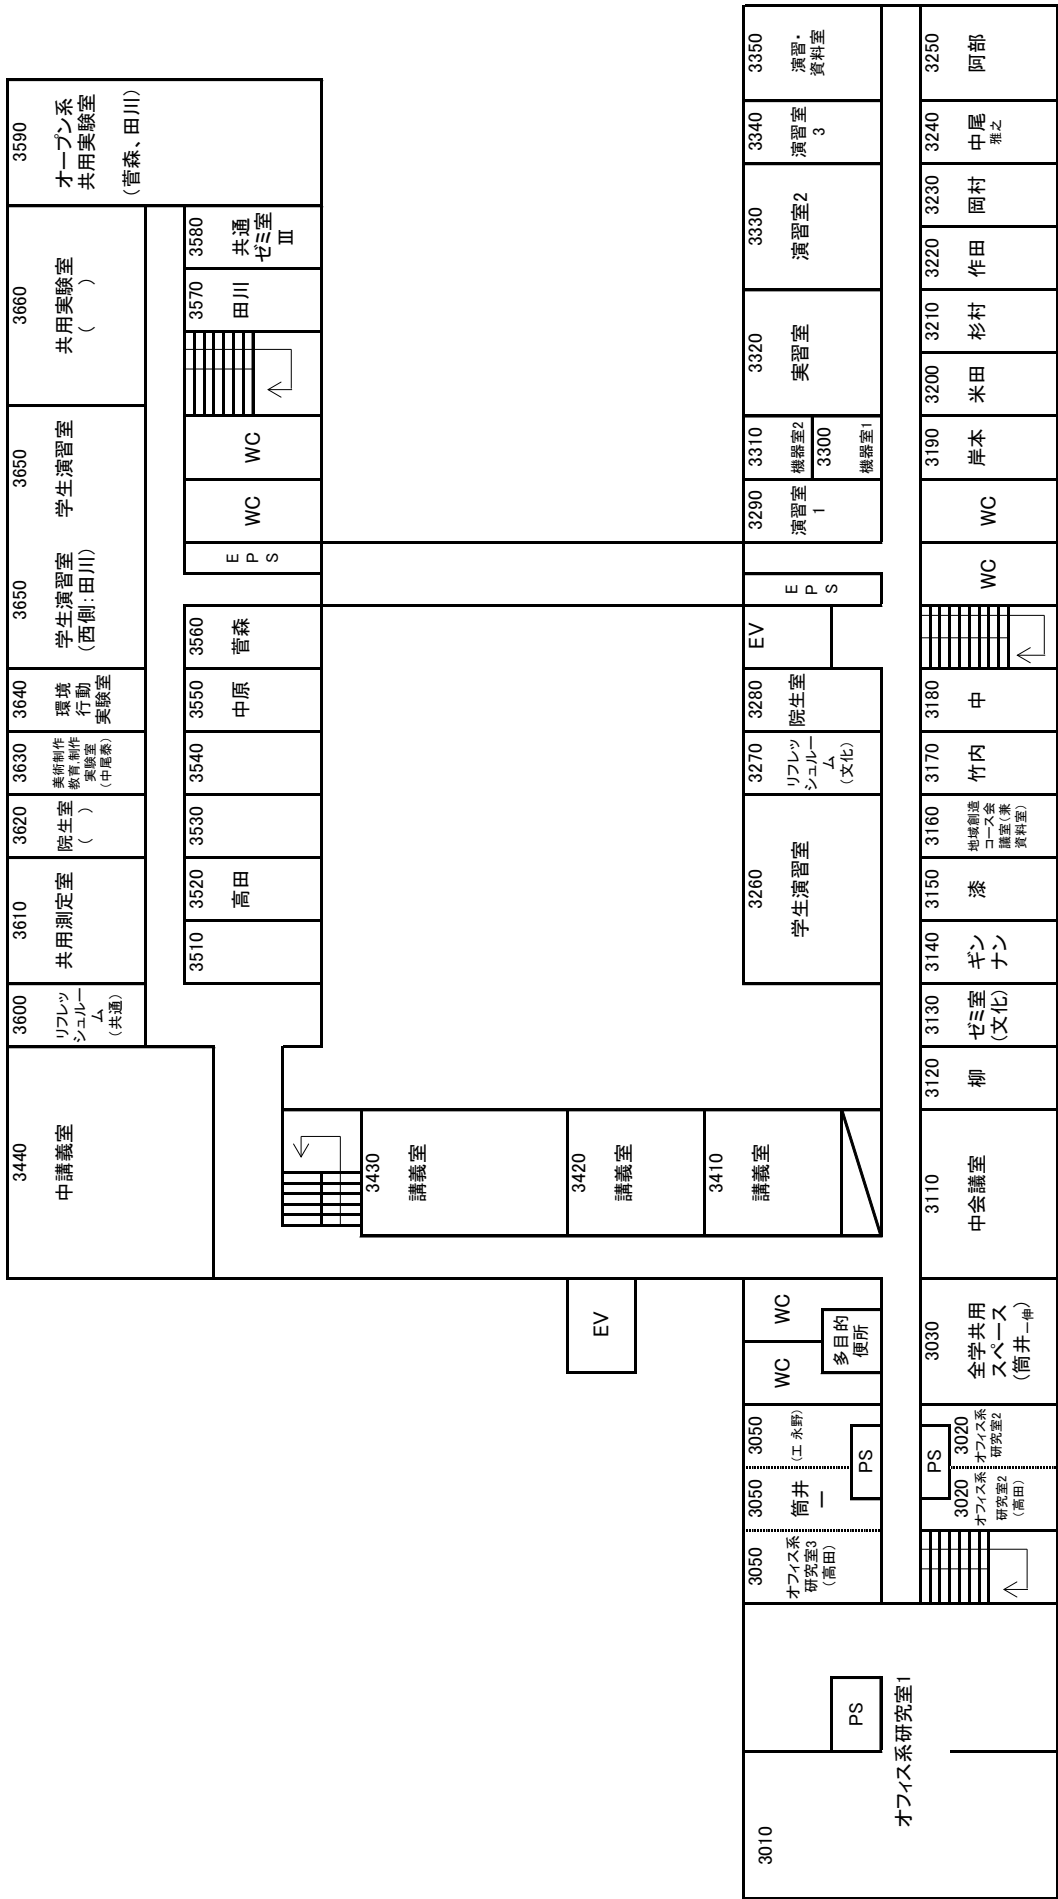 3590
オープン系
共用実験室
(菅森、田川)
3660
共用実験室
(　　)
3650
学生演習室
3650
学生演習室
(西側:田川)
3640
環境
行動
実験室
3630
美術制作
教育,制作
実験室
(中尾泰)
3620
院生室
(　　)
3610
共用測定室
3600
リフレッ
シュルー
ム
(共通)
3440
中講義室
3580
共通
ゼミ室
Ⅲ
3570
田川
WC
WC
EPS
3560
菅森
3550
中原
3540
3530
3520
高田
3510
3430
講義室
3420
講義室
3410
講義室
EV
3350
演習・
資料室
3340
演習室
3
3330
演習室2
3320
実習室
3310
機器室2
3300
機器室1
3290
演習室
1
EPS
EV
3280
院生室
3270
リフレッ
シュルー
ム
(文化)
3260
学生演習室
WC
WC
多目的
便所
3050
(工 永野)
3050
筒井
一
3050
オフィス系
研究室3
(高田)
PS
3250
阿部
3240
中尾
雅之
3230
岡村
3220
作田
3210
杉村
3200
米田
3190
岸本
WC
WC
3180
中
3170
竹内
3160
地域創造
コース会
議室(兼
資料室)
3150
漆
3140
ギン
ナン
3130
ゼミ室
(文化)
3120
柳
3110
中会議室
3030
全学共用
スペース
(筒井一伸)
3020
オフィス系
研究室2
3020
オフィス系
研究室2
(高田)
PS
PS
オフィス系研究室1
3010